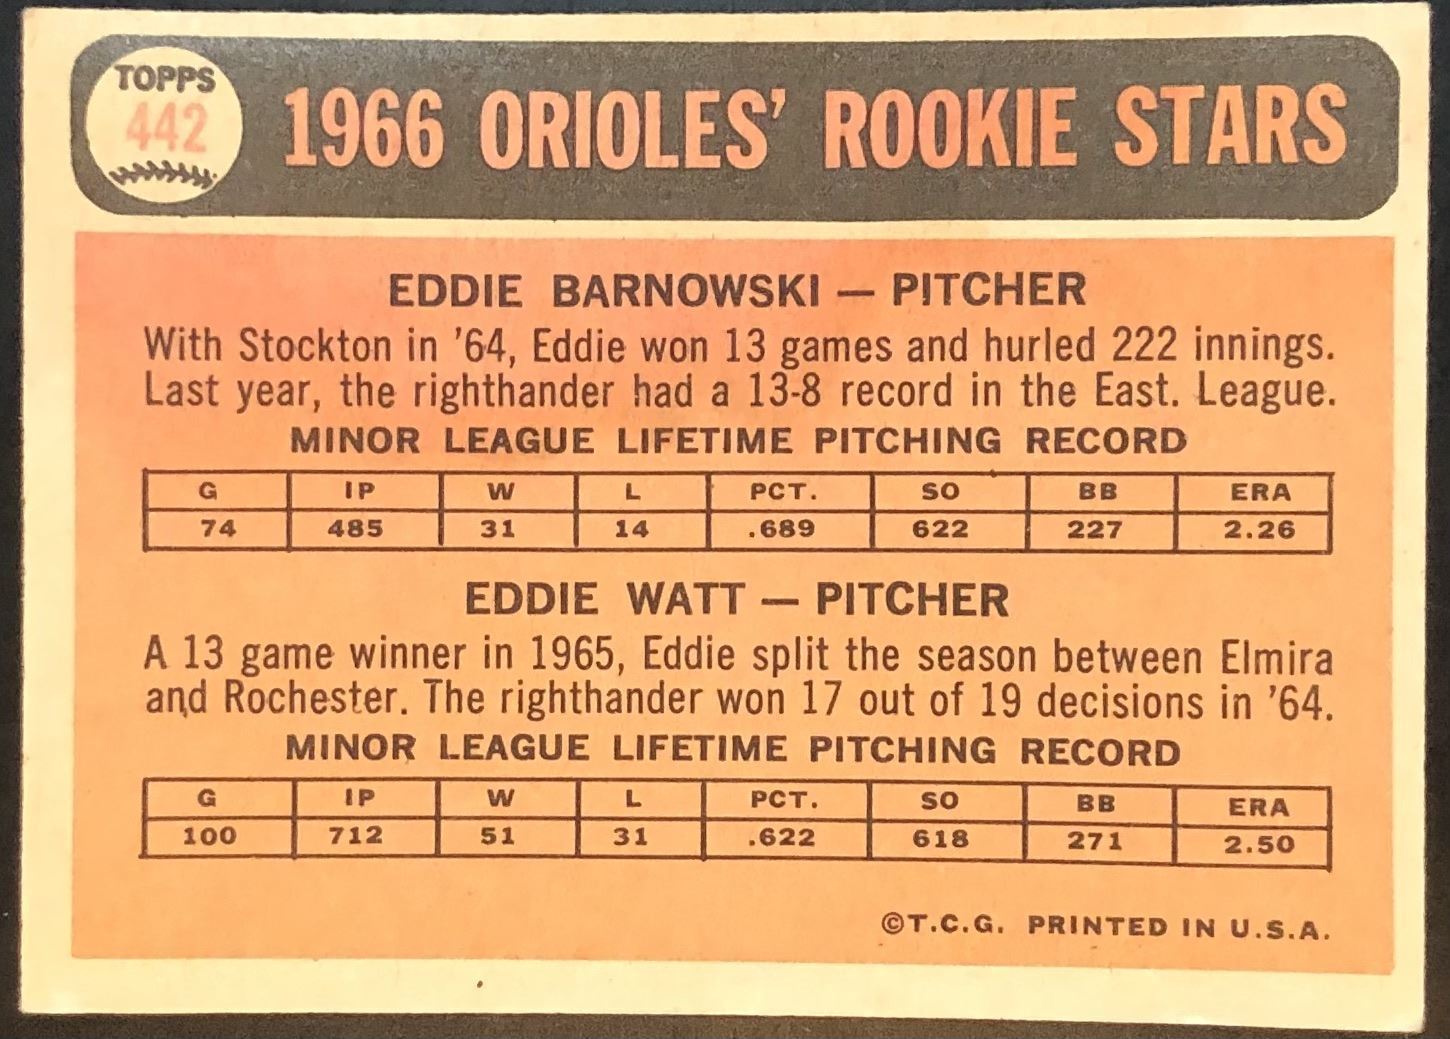 TOPPS
442
1966 ORIOLES' ROOKIE STARS
EDDIE BARNOWSKI — PITCHER
With Stockton in '64, Eddie won 13 games and hurled 222 innings.
Last year, the righthander had a 13-8 record in the East. League.
MINOR LEAGUE LIFETIME PITCHING RECORD
G IP W L PCT. SO BB ERA
74 485 31 14 .689 622 227 2.26
EDDIE WATT — PITCHER
A 13 game winner in 1965, Eddie split the season between Elmira
and Rochester. The righthander won 17 out of 19 decisions in '64.
MINOR LEAGUE LIFETIME PITCHING RECORD
G IP W L PCT. SO BB ERA
100 712 51 31 .622 618 271 2.50
©T.C.G. PRINTED IN U.S.A.